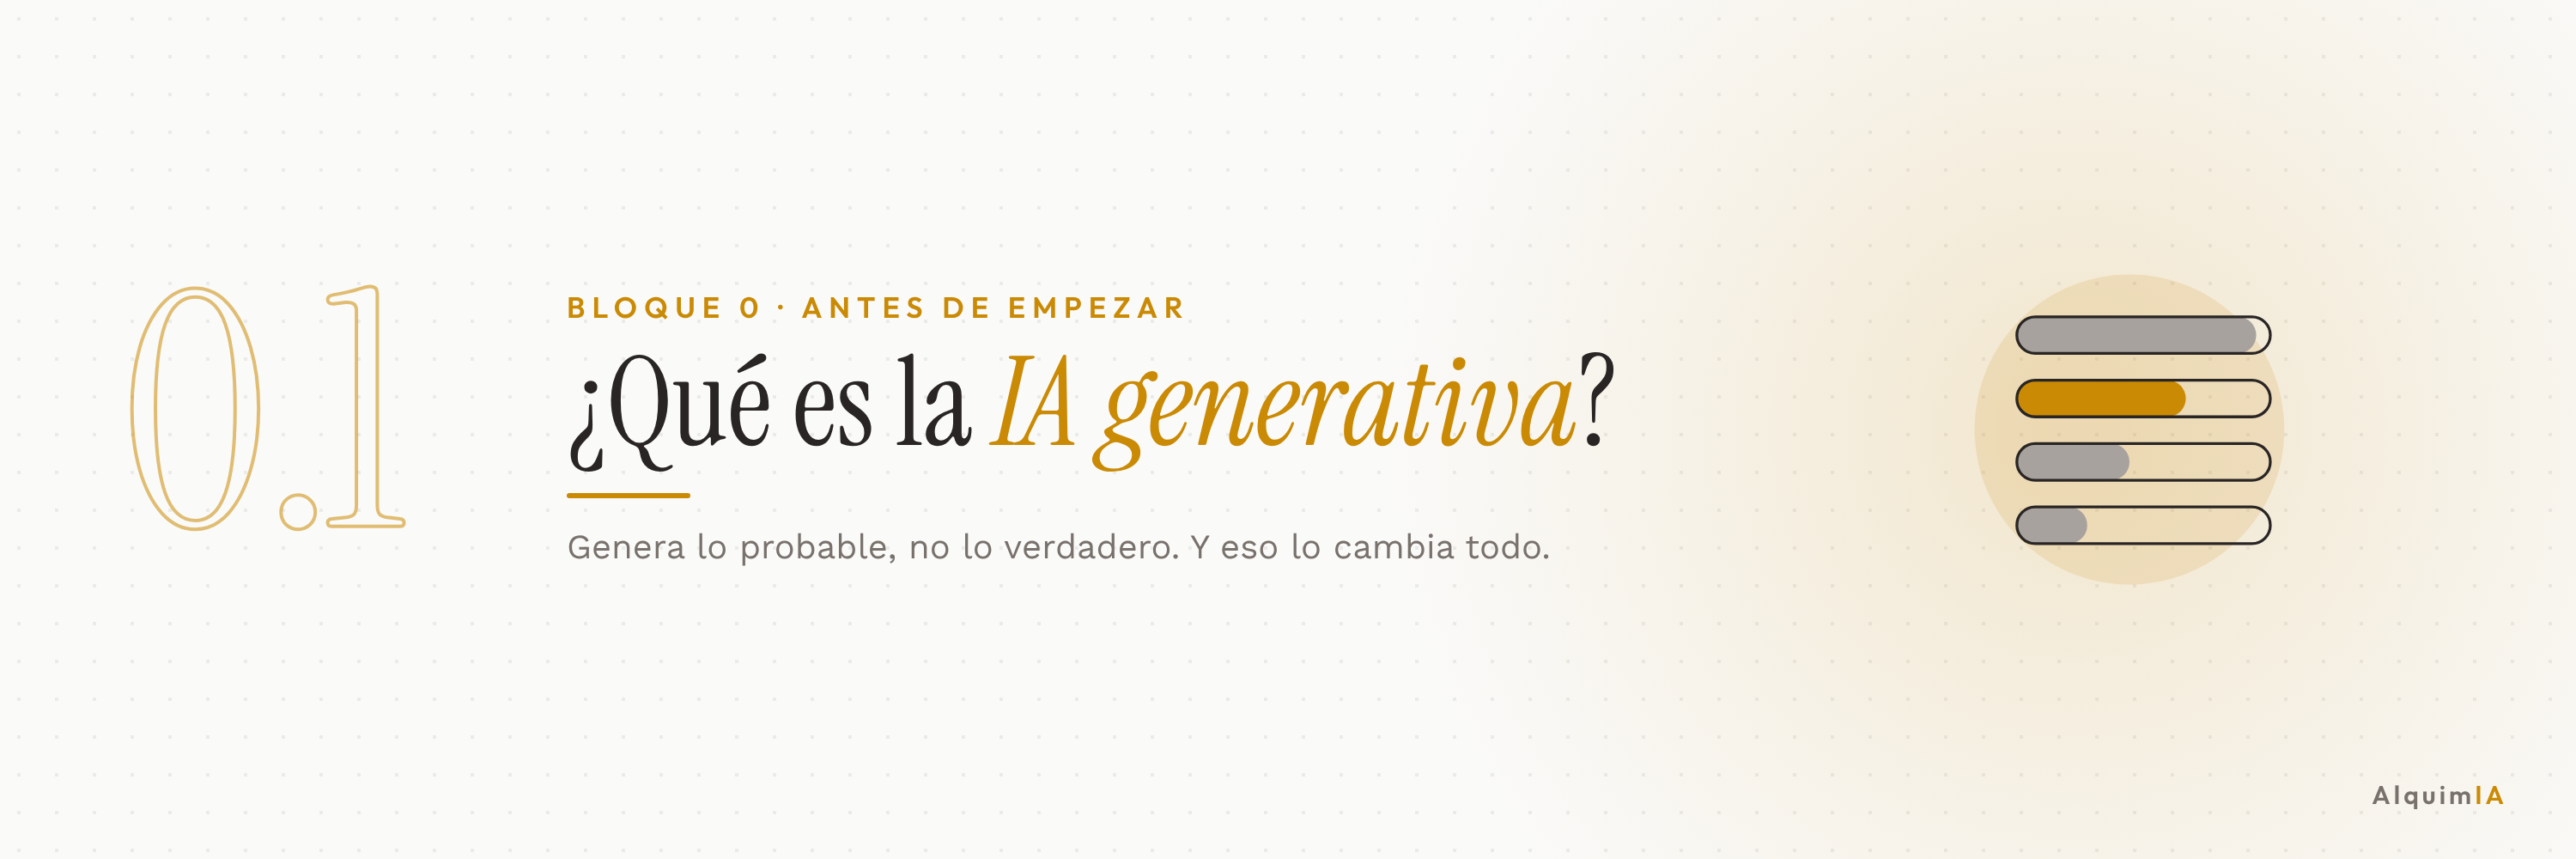 0.1
BLOQUE 0 · ANTES DE EMPEZAR
¿Qué es la IA generativa?
Genera lo probable, no lo verdadero. Y eso lo cambia todo.
AlquimIA